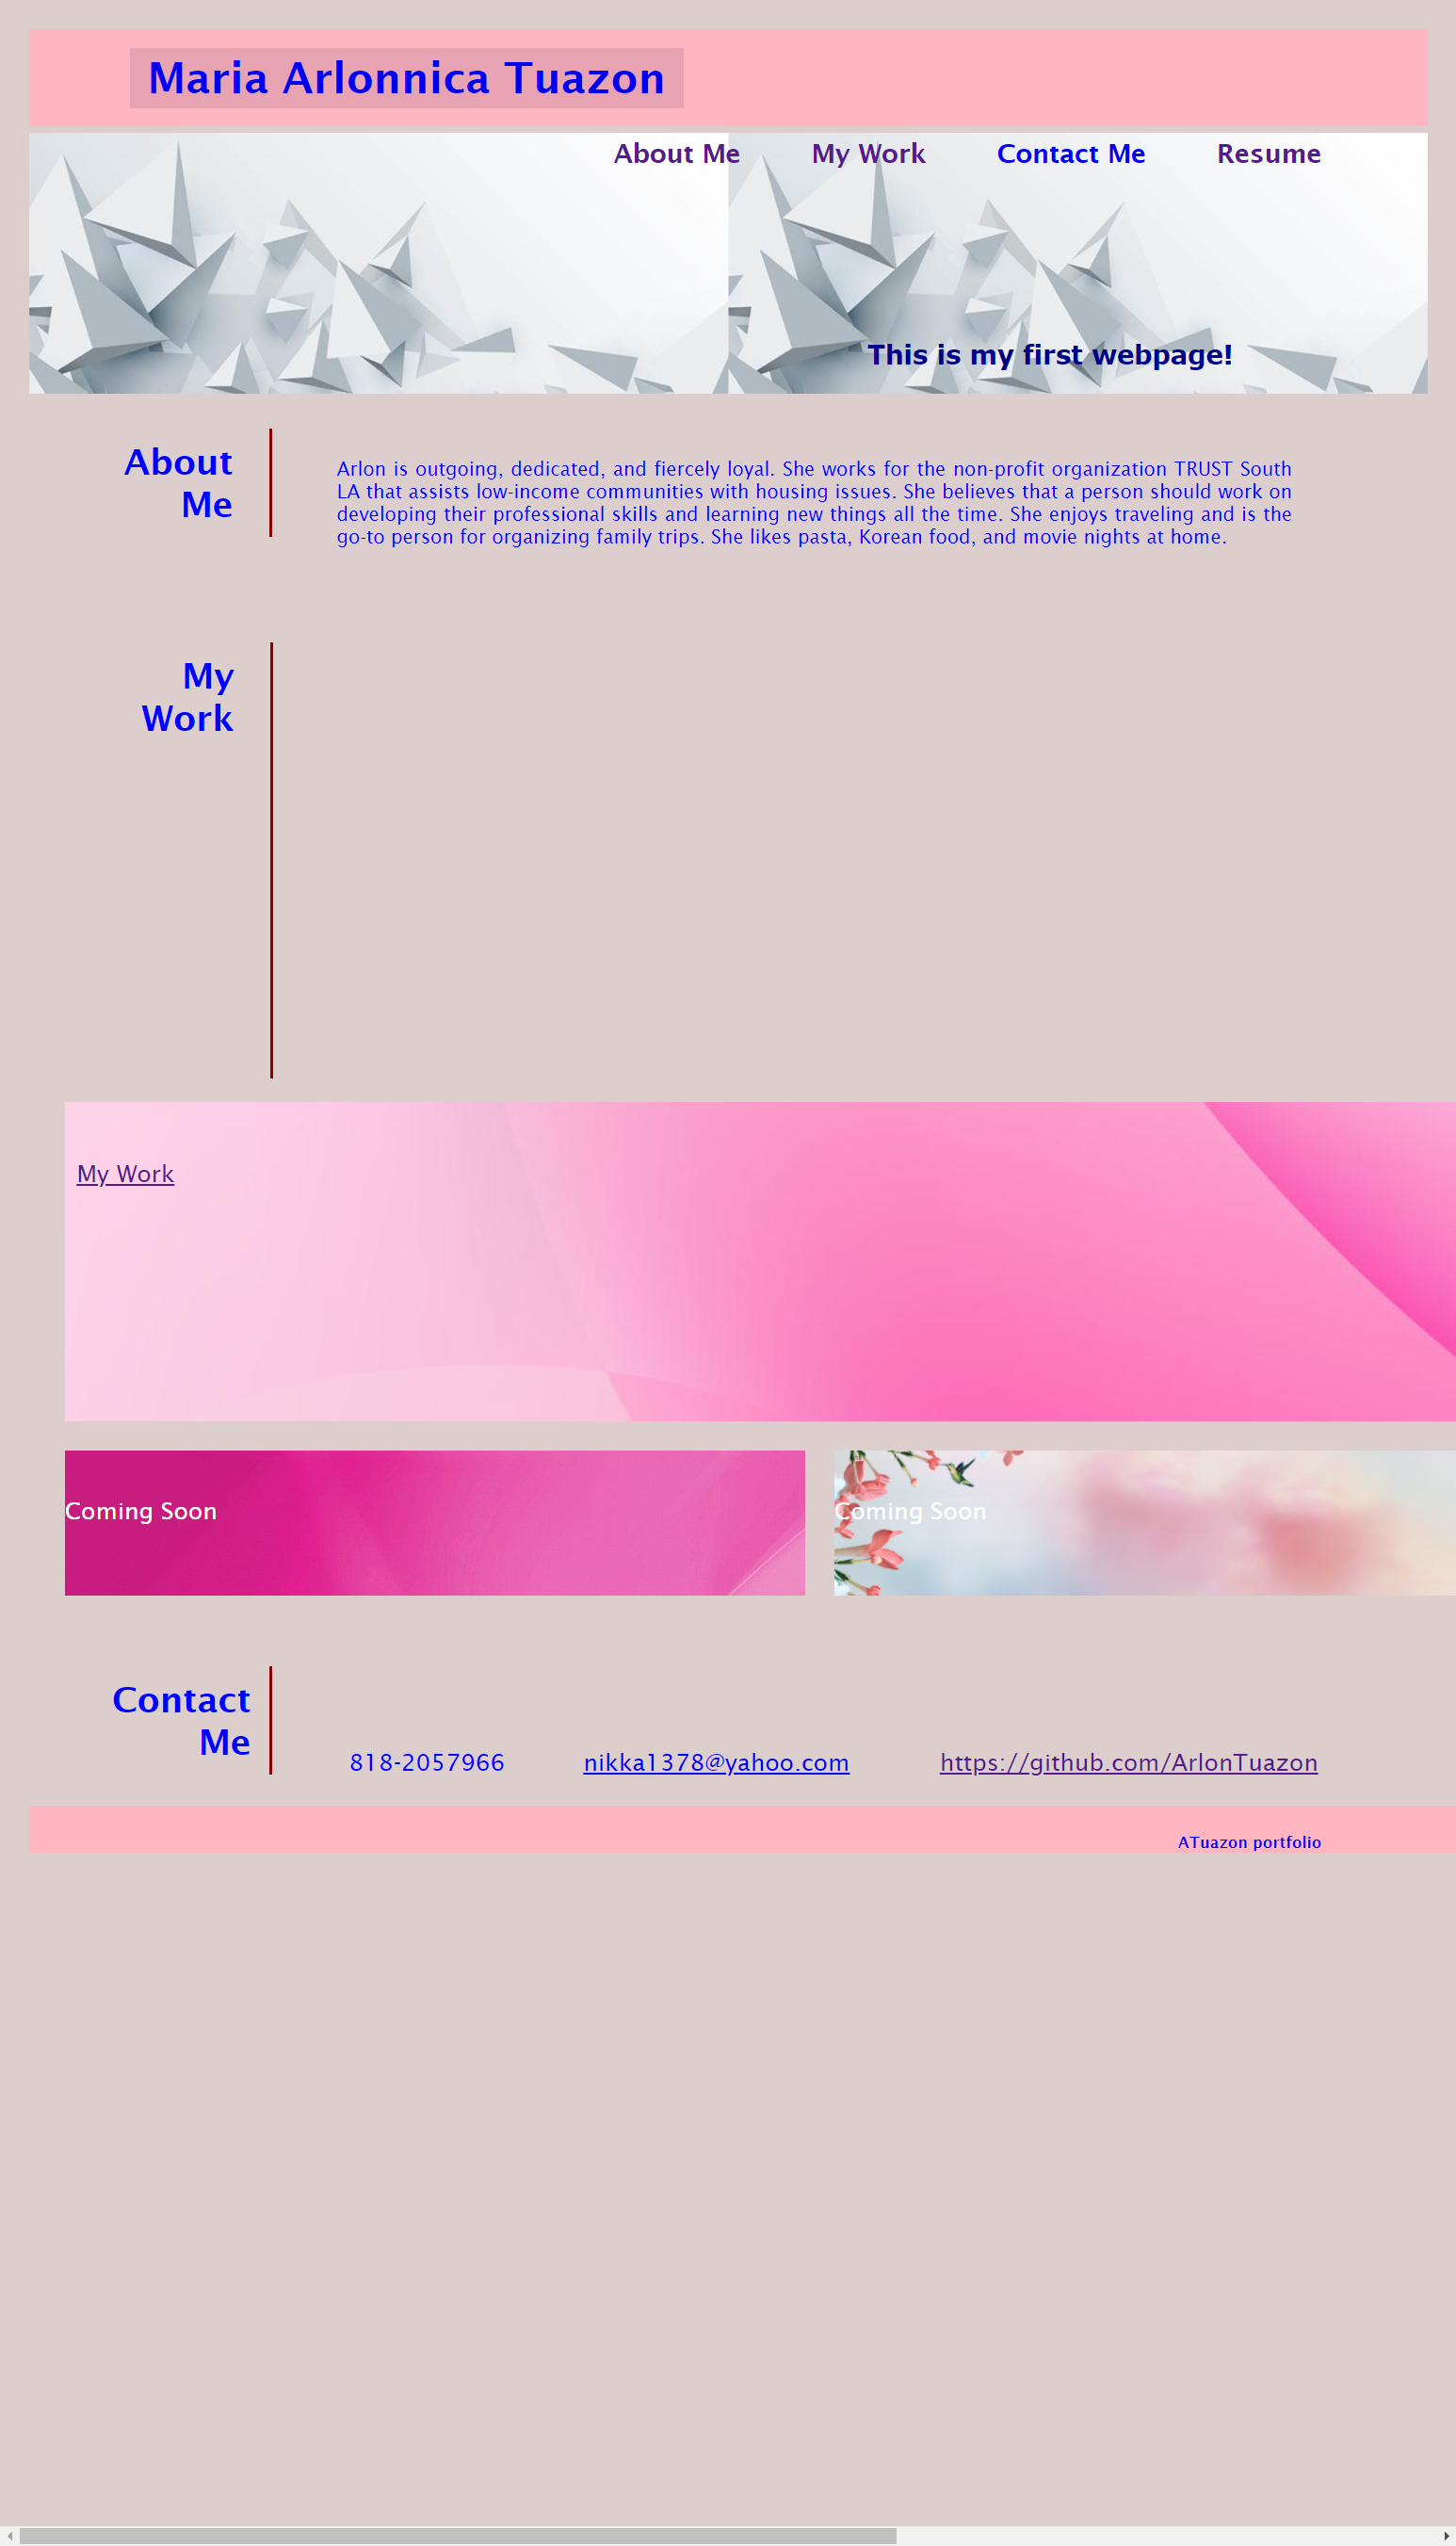 Maria Arlonnica Tuazon
About Me My Work Contact Me Resume
This is my first webpage!
About
Me
Arlon is outgoing, dedicated, and fiercely loyal. She works for the non-profit organization TRUST South
LA that assists low-income communities with housing issues. She believes that a person should work on
developing their professional skills and learning new things all the time. She enjoys traveling and is the
go-to person for organizing family trips. She likes pasta, Korean food, and movie nights at home.
My
Work
My Work
Coming Soon
Coming Soon
Contact
Me
818-2057966 nikka1378@yahoo.com https://github.com/ArlonTuazon
ATuazon portfolio